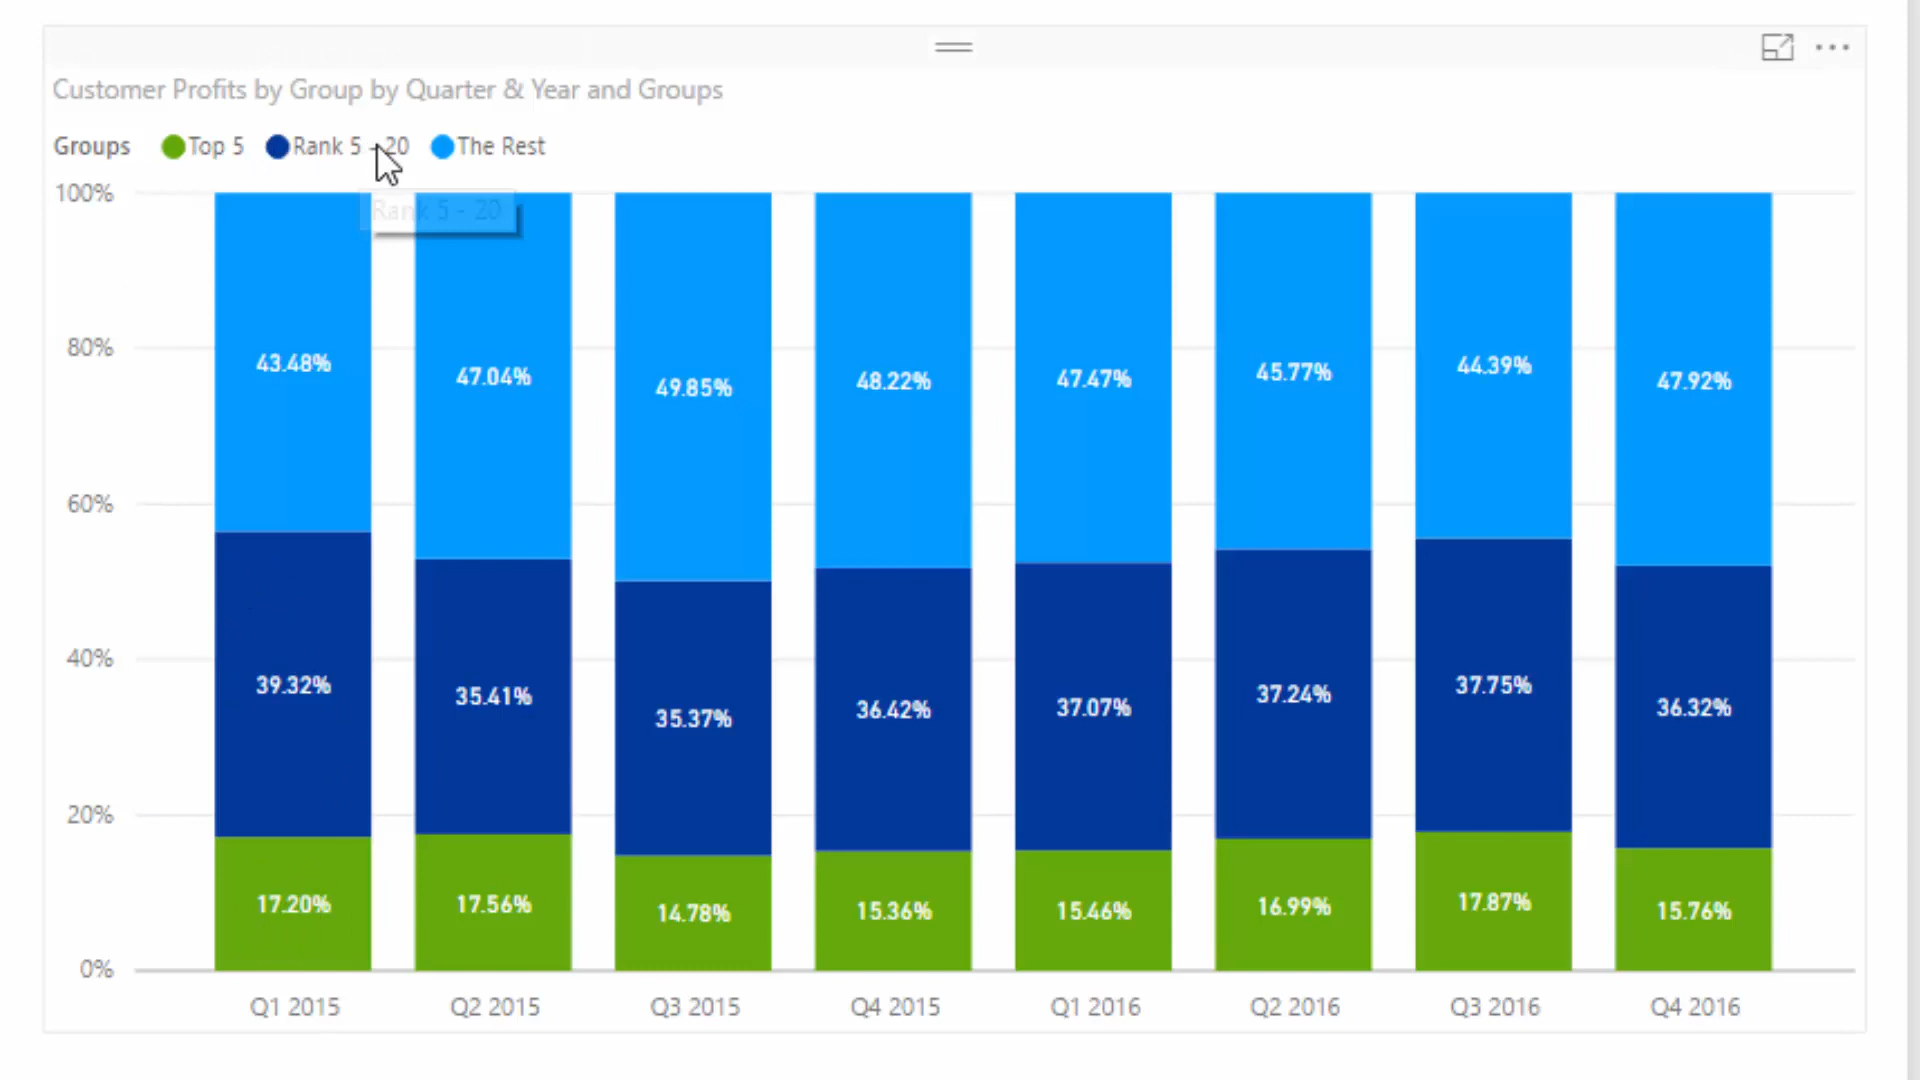 Customer Profits by Group by Quarter & Year and Groups
Groups Top 5 Rank 5 - 20 The Rest
Rank 5 - 20
100%
80%
60%
40%
20%
0%
43.48% 47.04% 49.85% 48.22% 47.47% 45.77% 44.39% 47.92%
39.32% 35.41% 35.37% 36.42% 37.07% 37.24% 37.75% 36.32%
17.20% 17.56% 14.78% 15.36% 15.46% 16.99% 17.87% 15.76%
Q1 2015 Q2 2015 Q3 2015 Q4 2015 Q1 2016 Q2 2016 Q3 2016 Q4 2016